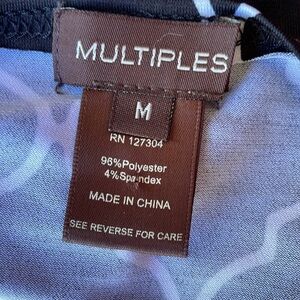 MULTIPLES
M
RN 127304
96%Polyester
4%Spandex
MADE IN CHINA
SEE REVERSE FOR CARE